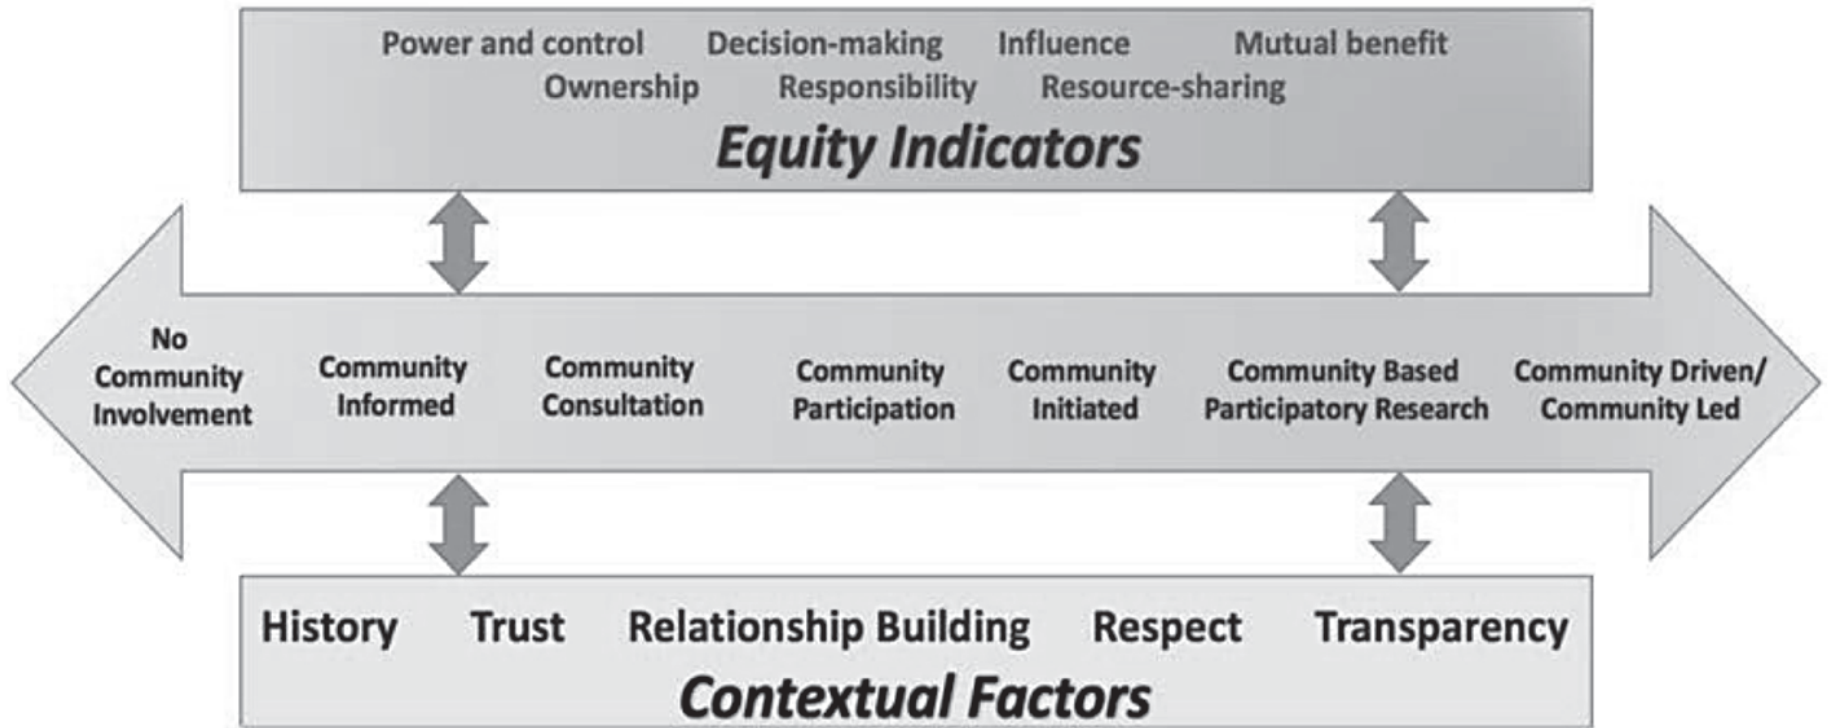 Power and control Decision-making Influence Mutual benefit
Ownership Responsibility Resource-sharing
Equity Indicators
No
Community
Involvement
Community
Informed
Community
Consultation
Community
Participation
Community
Initiated
Community Based
Participatory Research
Community Driven/
Community Led
History Trust Relationship Building Respect Transparency
Contextual Factors